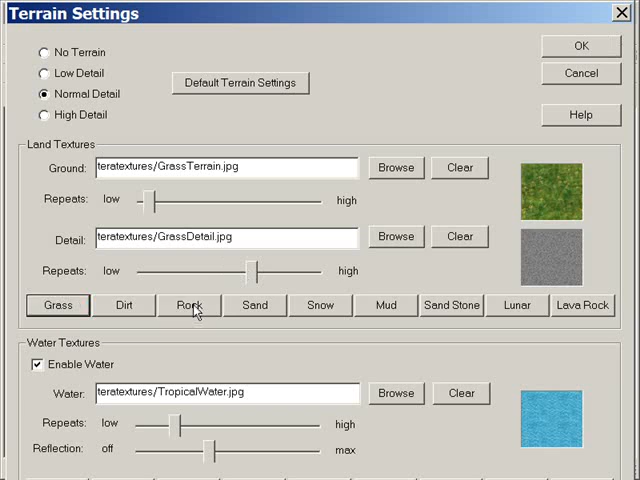 Terrain Settings
No Terrain
Low Detail
Normal Detail
High Detail
Default Terrain Settings
OK
Cancel
Help
Land Textures
Ground: teratextures/GrassTerrain.jpg Browse Clear
Repeats: low high
Detail: teratextures/GrassDetail.jpg Browse Clear
Repeats: low high
Grass Dirt Rock Sand Snow Mud Sand Stone Lunar Lava Rock
Water Textures
Enable Water
Water: teratextures/TropicalWater.jpg Browse Clear
Repeats: low high
Reflection: off max